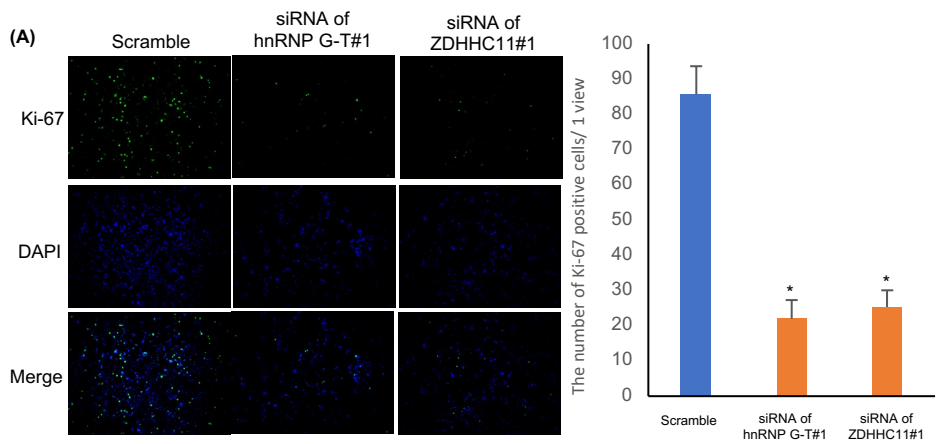 (A)
Scramble
siRNA of
hnRNP G-T#1
siRNA of
ZDHHC11#1
Ki-67
DAPI
Merge
The number of Ki-67 positive cells/ 1 view
100
90
80
70
60
50
40
30
20
10
0
*
*
Scramble
siRNA of
hnRNP G-T#1
siRNA of
ZDHHC11#1